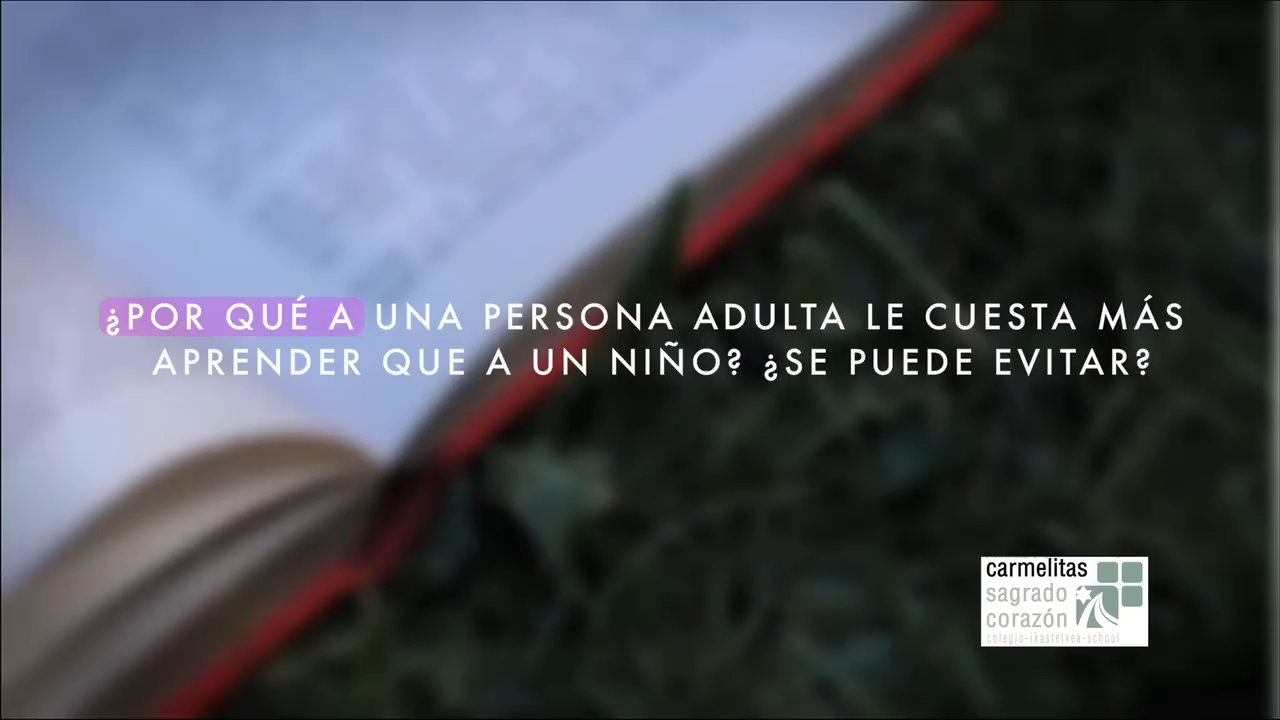 ¿POR QUÉ A UNA PERSONA ADULTA LE CUESTA MÁS
APRENDER QUE A UN NIÑO? ¿SE PUEDE EVITAR?
carmelitas
sagrado
corazón
colegio-ikastetxea-school